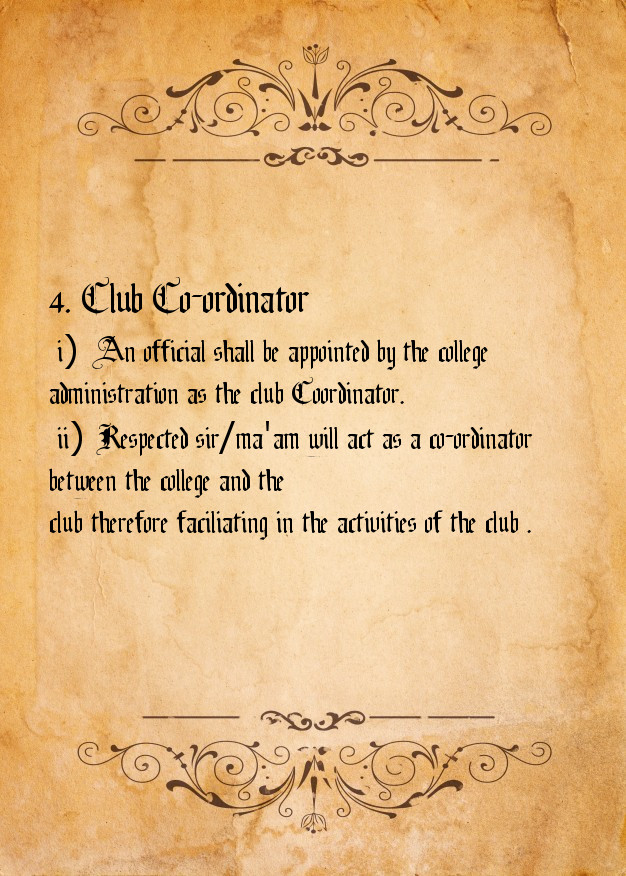 4. Club Co-ordinator
i) An official shall be appointed by the college
administration as the club Coordinator.
ii) Respected sir/ma'am will act as a co-ordinator
between the college and the
club therefore faciliating in the activities of the club .